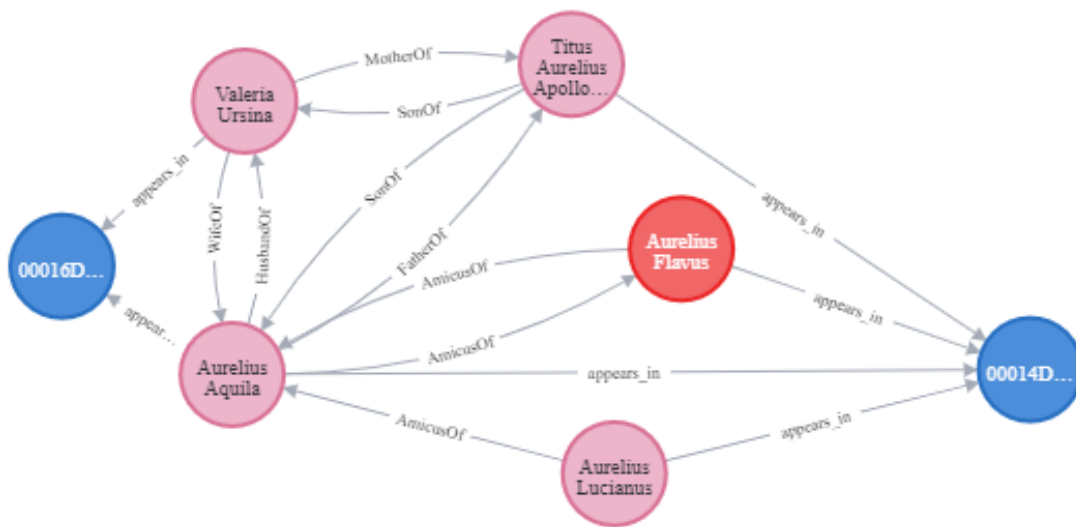 MotherOf
Titus
Aurelius
Apollo...
Valeria
Ursina
SonOf
appears_in
SonOf
appears_in
WifeOf
HusbandOf
FatherOf
Aurelius
Flavus
00016D...
AmicusOf
appears_in
appear...
AmicusOf
Aurelius
Aquila
appears_in
00014D...
AmicusOf
appears_in
Aurelius
Lucianus